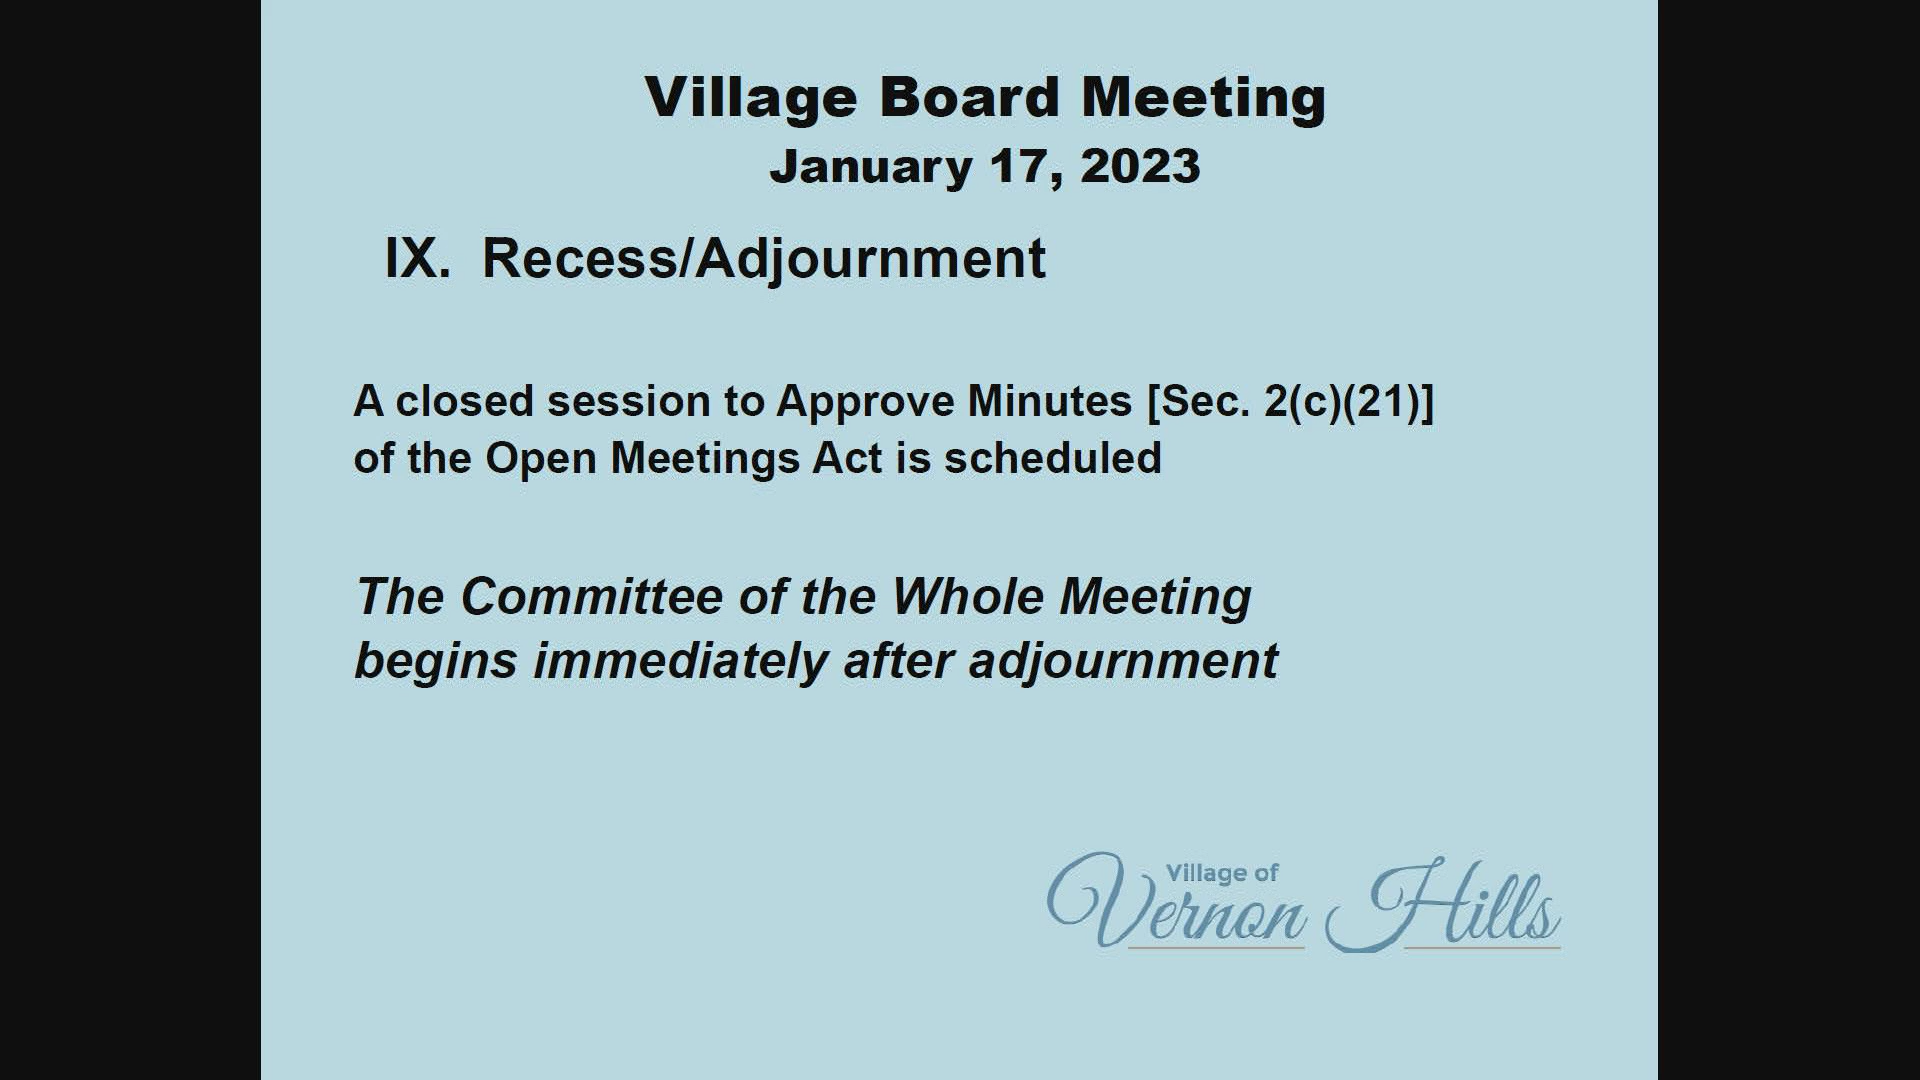 Village Board Meeting
January 17, 2023
IX. Recess/Adjournment
A closed session to Approve Minutes [Sec. 2(c)(21)]
of the Open Meetings Act is scheduled
The Committee of the Whole Meeting
begins immediately after adjournment
Village of
Vernon Hills